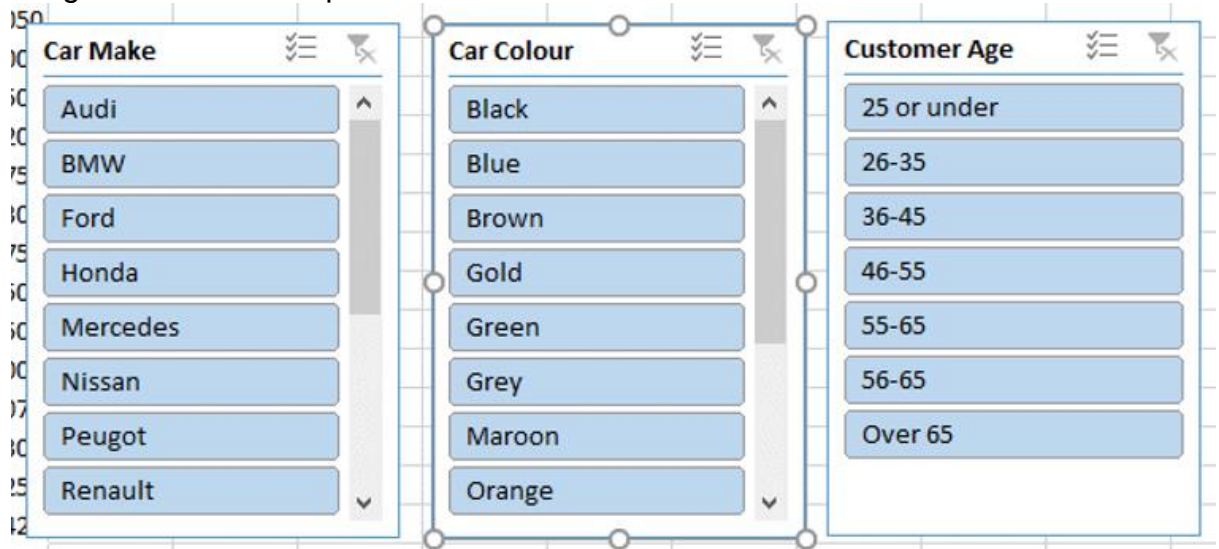 Car Make
Audi
BMW
Ford
Honda
Mercedes
Nissan
Peugot
Renault
Car Colour
Black
Blue
Brown
Gold
Green
Grey
Maroon
Orange
Customer Age
25 or under
26-35
36-45
46-55
55-65
56-65
Over 65